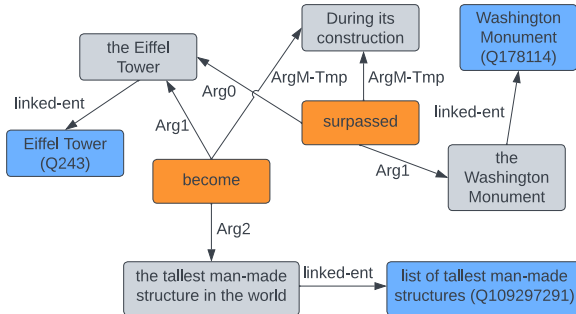 During its
construction
Washington
Monument
(Q178114)
the Eiffel
Tower
ArgM-Tmp
ArgM-Tmp
linked-ent
Arg0
linked-ent
Arg1
surpassed
Eiffel Tower
(Q243)
Arg1
the
Washington
Monument
become
Arg2
the tallest man-made
structure in the world
linked-ent
list of tallest man-made
structures (Q109297291)